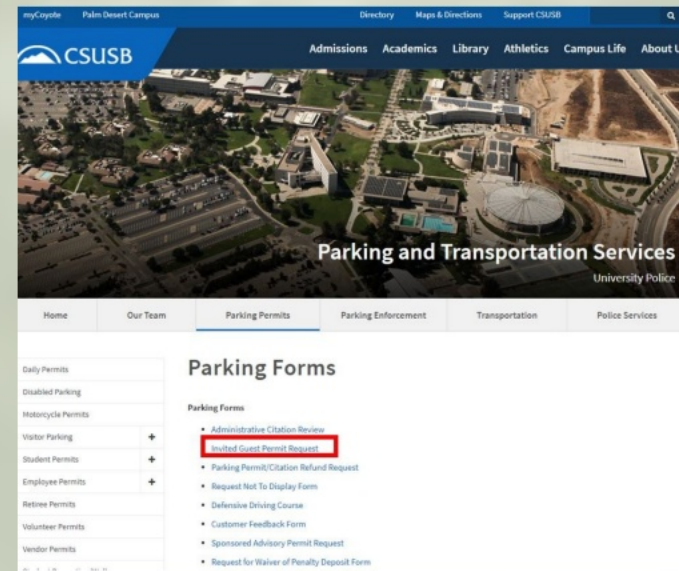 myCoyote Palm Desert Campus Directory Maps & Directions Support CSUSB
CSUSB Admissions Academics Library Athletics Campus Life About U
Parking and Transportation Services
University Police
Home Our Team Parking Permits Parking Enforcement Transportation Police Services
Daily Permits
Disabled Parking
Motorcycle Permits
Visitor Parking +
Student Permits +
Employee Permits +
Retiree Permits
Volunteer Permits
Vendor Permits
Parking Forms
Parking Forms
• Administrative Citation Review
• Invited Guest Permit Request
• Parking Permit/Citation Refund Request
• Request Not To Display Form
• Defensive Driving Course
• Customer Feedback Form
• Sponsored Advisory Permit Request
• Request for Waiver of Penalty Deposit Form